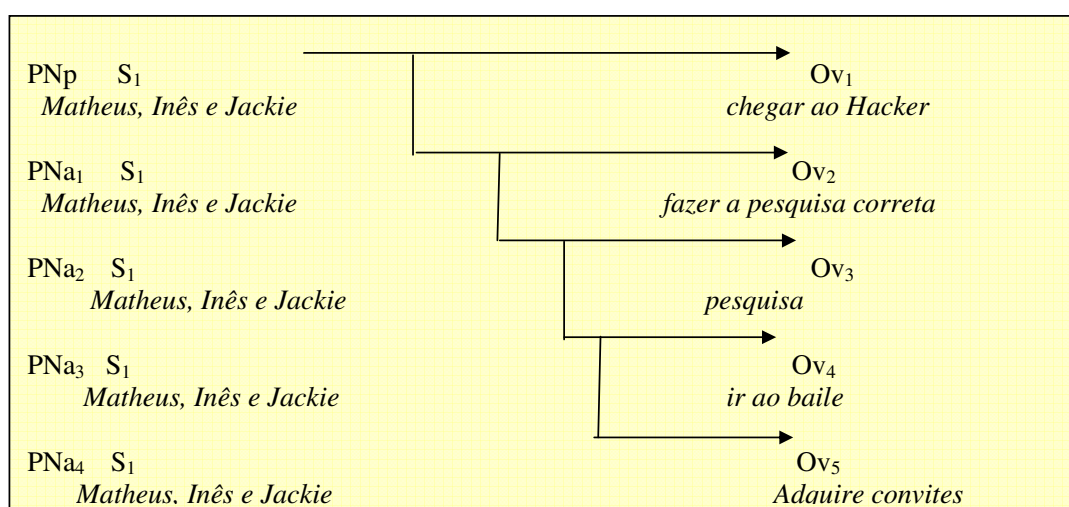 PNp S₁ Ov₁
Matheus, Inês e Jackie chegar ao Hacker
PNa₁ S₁ Ov₂
Matheus, Inês e Jackie fazer a pesquisa correta
PNa₂ S₁ Ov₃
Matheus, Inês e Jackie pesquisa
PNa₃ S₁ Ov₄
Matheus, Inês e Jackie ir ao baile
PNa₄ S₁ Ov₅
Matheus, Inês e Jackie Adquire convites